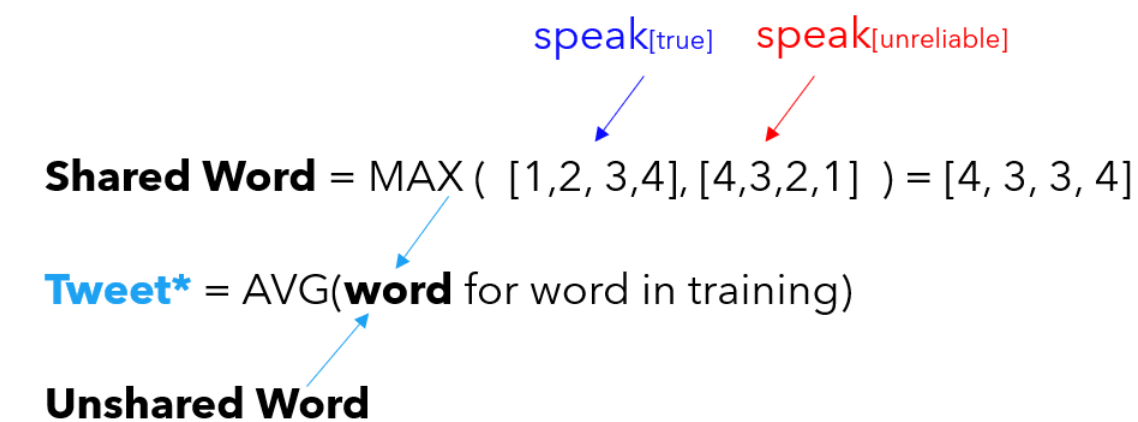 speak[true] speak[unreliable]
Shared Word = MAX ( [1,2, 3,4], [4,3,2,1] ) = [4, 3, 3, 4]
Tweet* = AVG(word for word in training)
Unshared Word